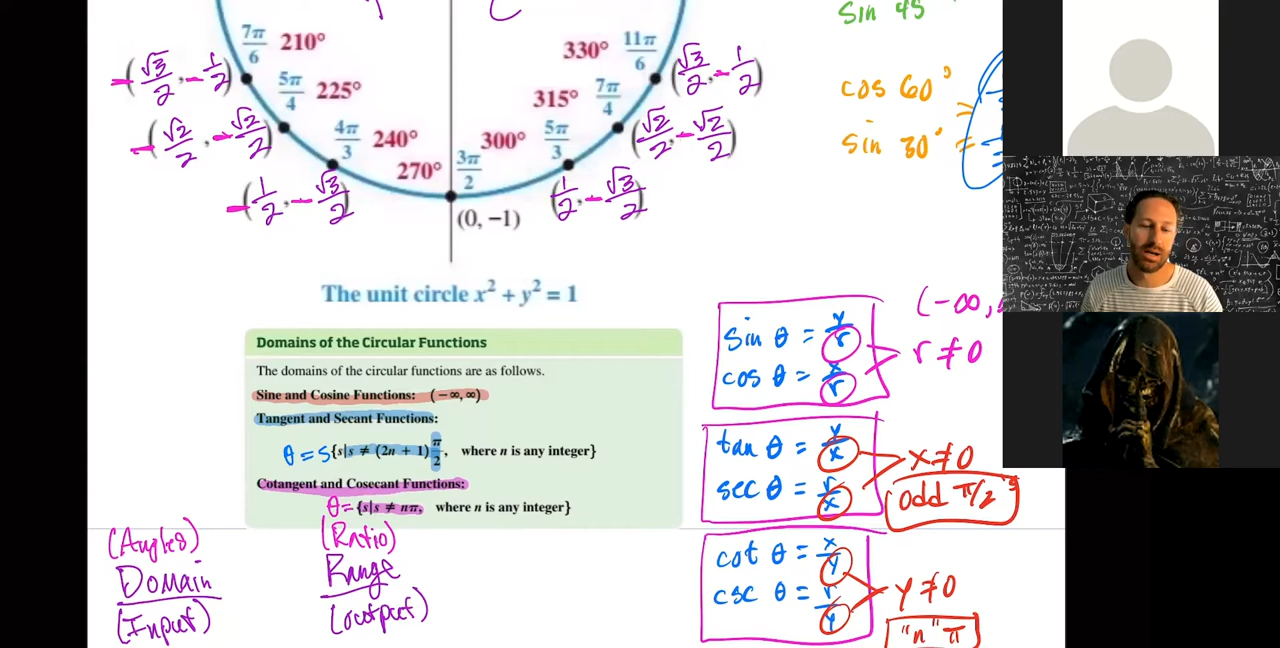 sin 45
7π/6 210°
330° 11π/6
-(√3/2, -1/2)
(√3/2, -1/2)
5π/4 225°
315° 7π/4
cos 60°
-(√2/2, -√2/2)
(√2/2, -√2/2)
4π/3 240°
300° 5π/3
sin 30° =
270° 3π/2
-(1/2, -√3/2)
(0, −1)
(1/2, -√3/2)
The unit circle x² + y² = 1
Domains of the Circular Functions
The domains of the circular functions are as follows.
Sine and Cosine Functions: (−∞, ∞)
Tangent and Secant Functions:
θ = s {s|s ≠ (2n + 1) π/2, where n is any integer}
Cotangent and Cosecant Functions:
θ = {s|s ≠ nπ, where n is any integer}
(Angles)
Domain
(Input)
(Ratio)
Range
(output)
(-∞,
sin θ = y/r
cos θ = x/r
r ≠ 0
tan θ = y/x
sec θ = r/x
x ≠ 0
odd π/2's
cot θ = x/y
csc θ = r/y
y ≠ 0
"n" π